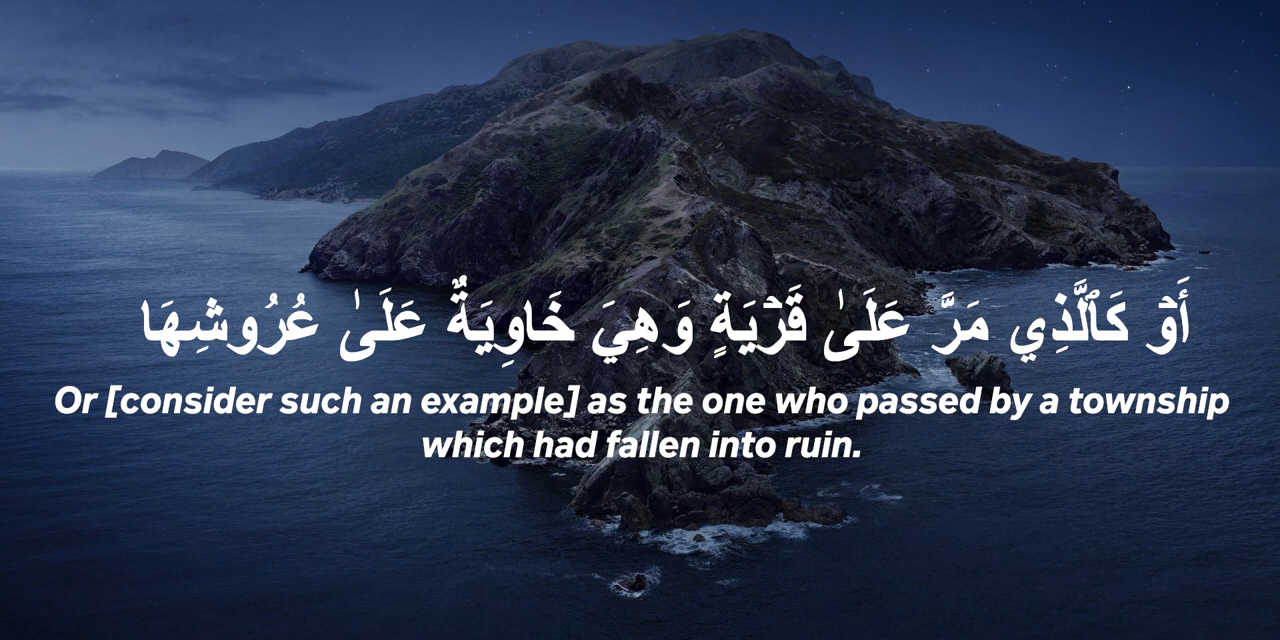 أَوۡ كَٱلَّذِي مَرَّ عَلَىٰ قَرۡيَةٖ وَهِيَ خَاوِيَةٌ عَلَىٰ عُرُوشِهَا
Or [consider such an example] as the one who passed by a township
which had fallen into ruin.